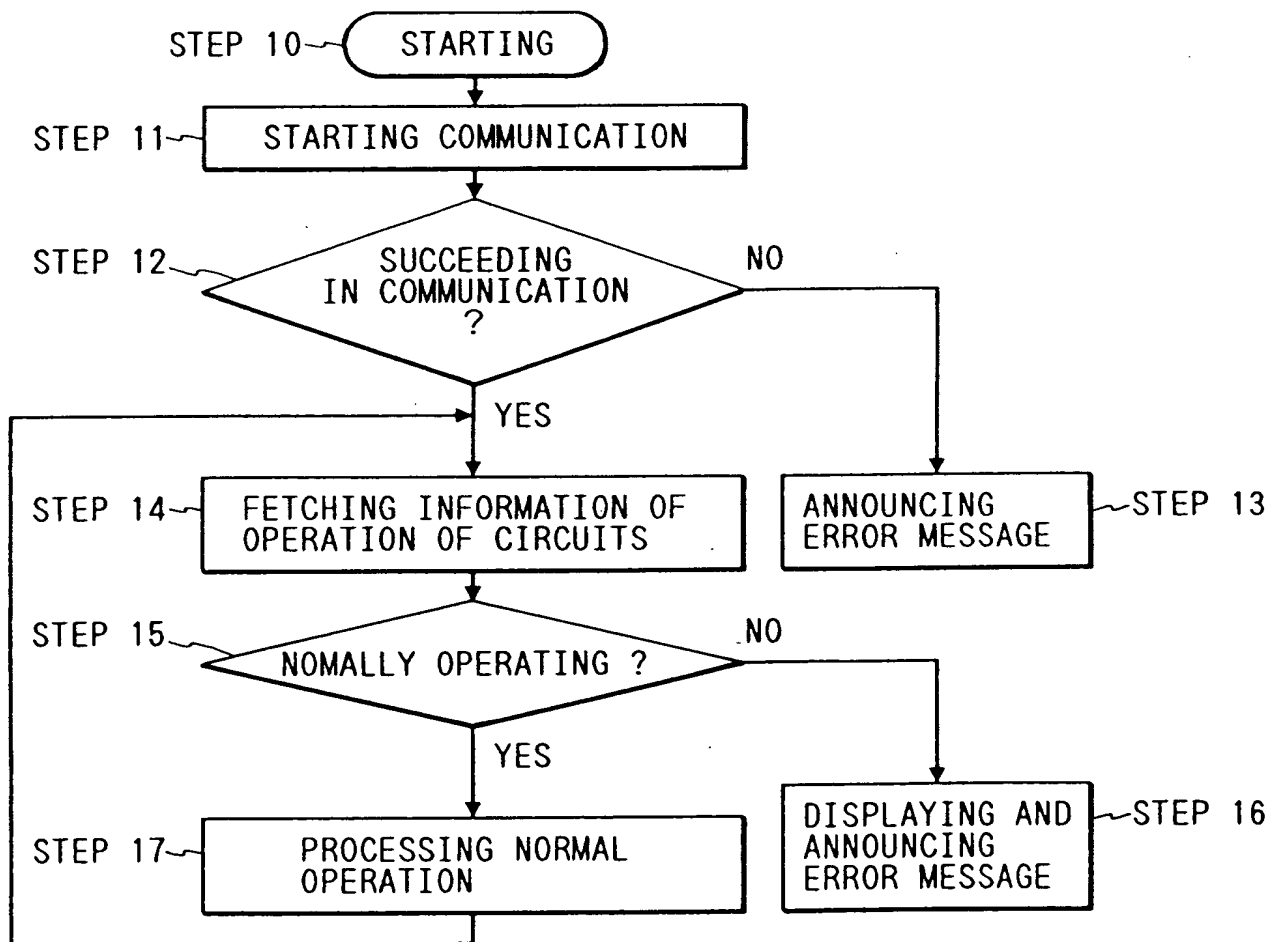 STEP 10
STARTING
STEP 11
STARTING COMMUNICATION
STEP 12
SUCCEEDING
IN COMMUNICATION
?
NO
YES
STEP 14
FETCHING INFORMATION OF
OPERATION OF CIRCUITS
ANNOUNCING
ERROR MESSAGE
STEP 13
STEP 15
NOMALLY OPERATING ?
NO
YES
STEP 17
PROCESSING NORMAL
OPERATION
DISPLAYING AND
ANNOUNCING
ERROR MESSAGE
STEP 16